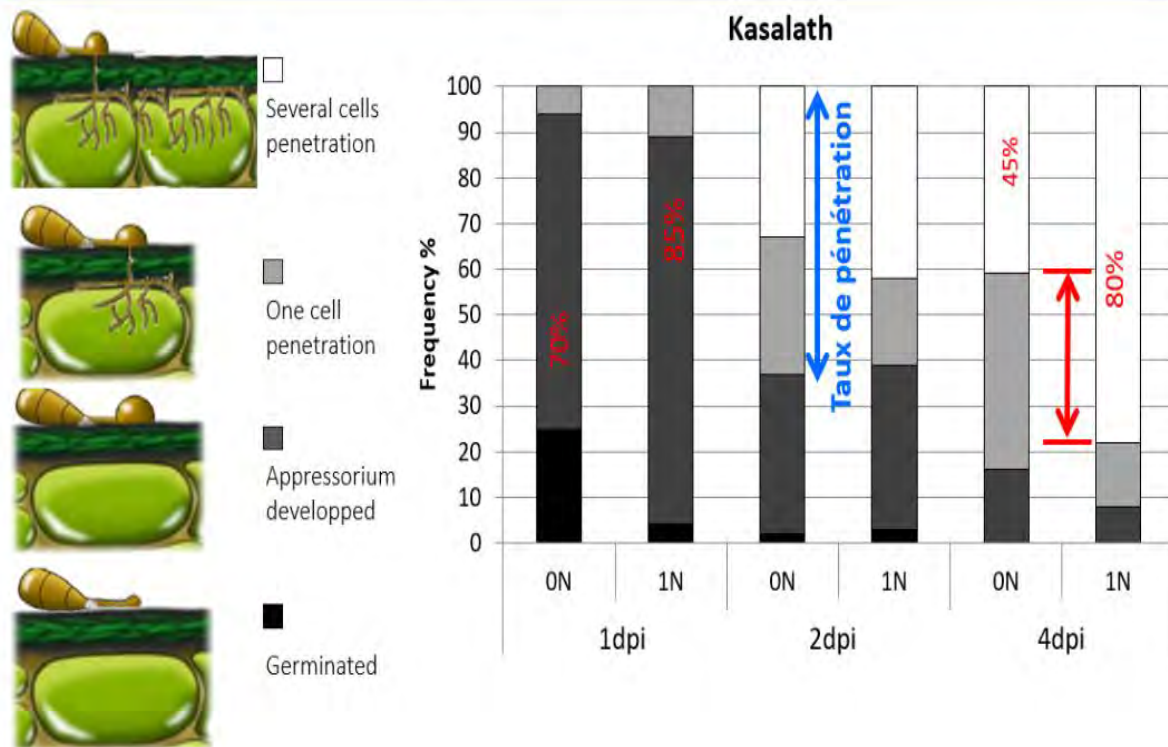 Kasalath
Several cells
penetration
One cell
penetration
Appressorium
developped
Germinated
Frequency %
100
90
80
70
60
50
40
30
20
10
0
70%
85%
Taux de pénétration
45%
80%
0N 1N 0N 1N 0N 1N
1dpi 2dpi 4dpi